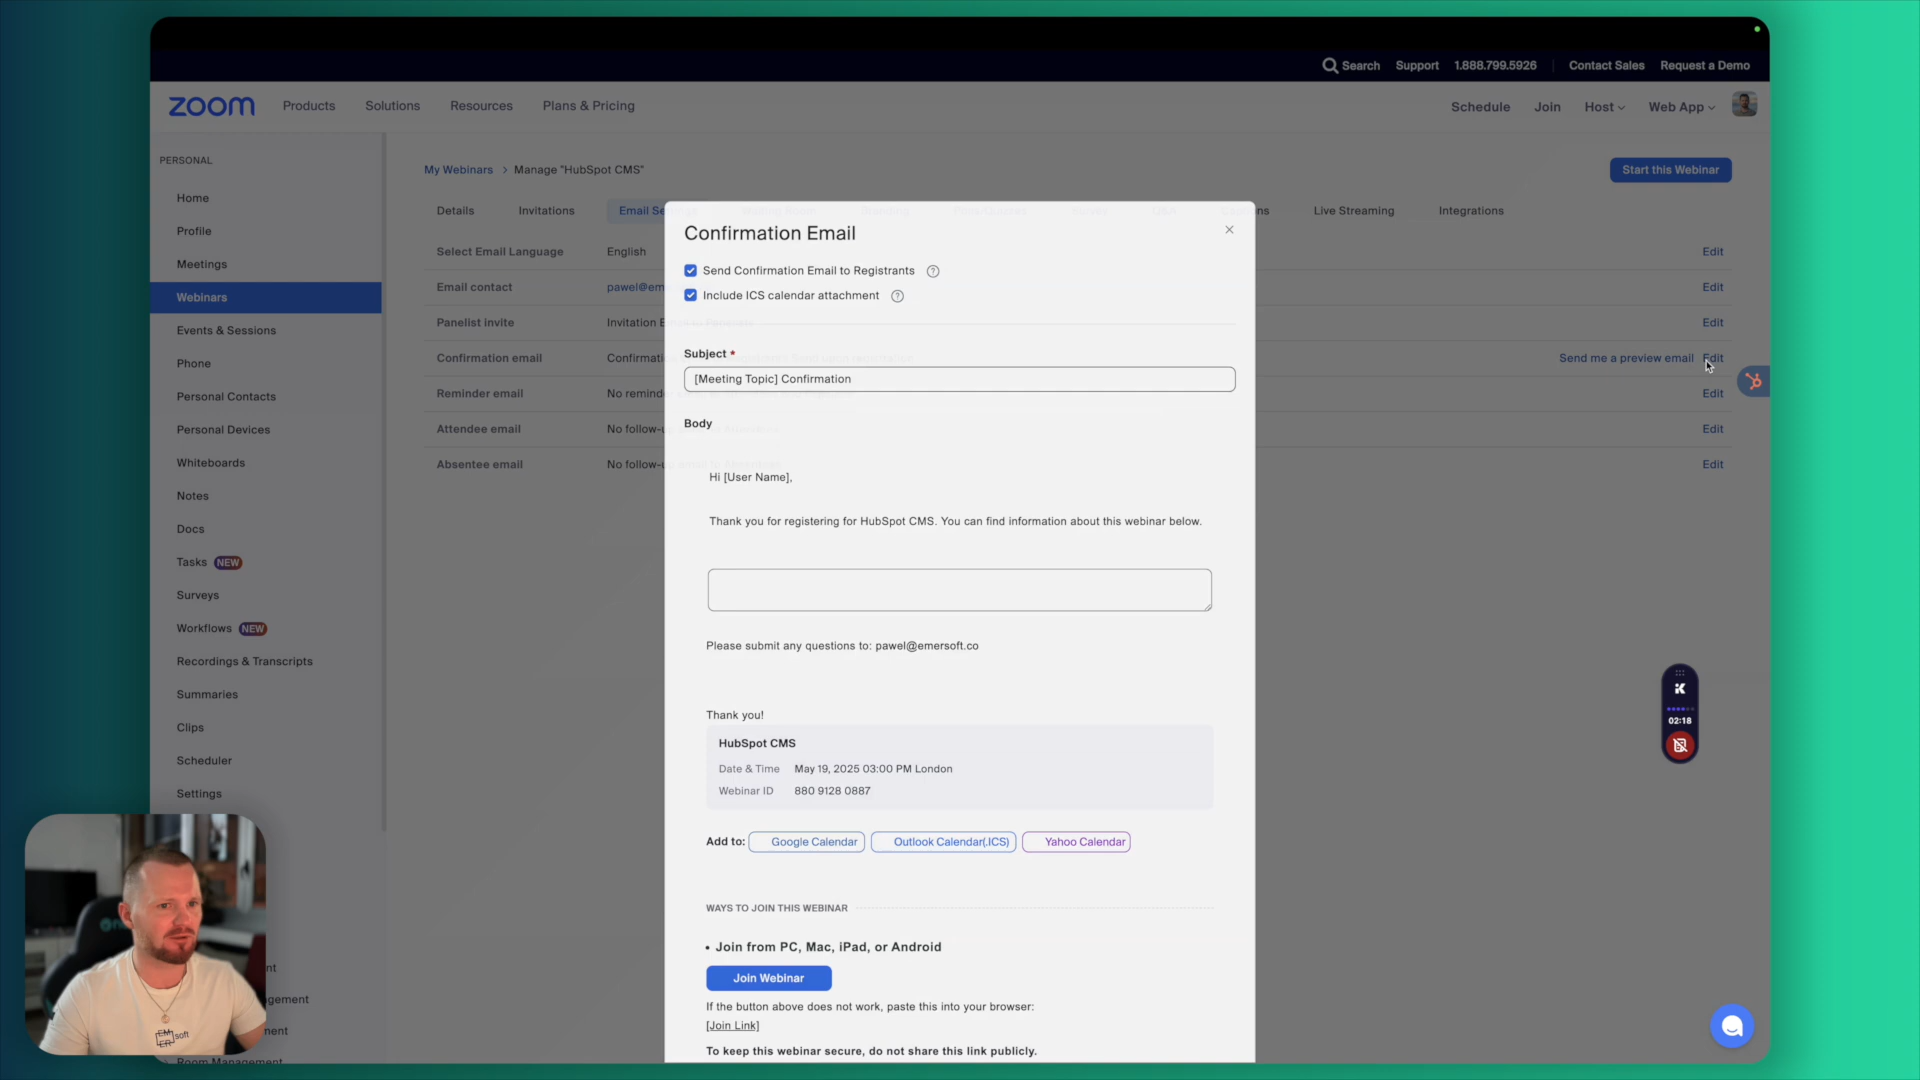 Search
Support
1.888.799.5926
Contact Sales
Request a Demo
zoom
Products
Solutions
Resources
Plans & Pricing
Schedule
Join
Host
Web App
PERSONAL
Home
Profile
Meetings
Webinars
Events & Sessions
Phone
Personal Contacts
Personal Devices
Whiteboards
Notes
Docs
Tasks NEW
Surveys
Workflows NEW
Recordings & Transcripts
Summaries
Clips
Scheduler
Settings
nt
gement
ment
Room Management
My Webinars > Manage "HubSpot CMS"
Start this Webinar
Details
Invitations
Email Se
ns
Live Streaming
Integrations
Select Email Language
English
Edit
Email contact
pawel@em
Edit
Panelist invite
Invitation E
Edit
Confirmation email
Confirmati
Send me a preview email
Edit
Reminder email
No remind
Edit
Attendee email
No follow-u
Edit
Absentee email
No follow-u
Edit
Confirmation Email
Send Confirmation Email to Registrants ?
Include ICS calendar attachment ?
Subject *
[Meeting Topic] Confirmation
Body
Hi [User Name],
Thank you for registering for HubSpot CMS. You can find information about this webinar below.
Please submit any questions to: pawel@emersoft.co
Thank you!
HubSpot CMS
Date & Time May 19, 2025 03:00 PM London
Webinar ID 880 9128 0887
Add to: Google Calendar Outlook Calendar(.ICS) Yahoo Calendar
WAYS TO JOIN THIS WEBINAR
• Join from PC, Mac, iPad, or Android
Join Webinar
If the button above does not work, paste this into your browser:
[Join Link]
To keep this webinar secure, do not share this link publicly.
02:18
EM
ER soft